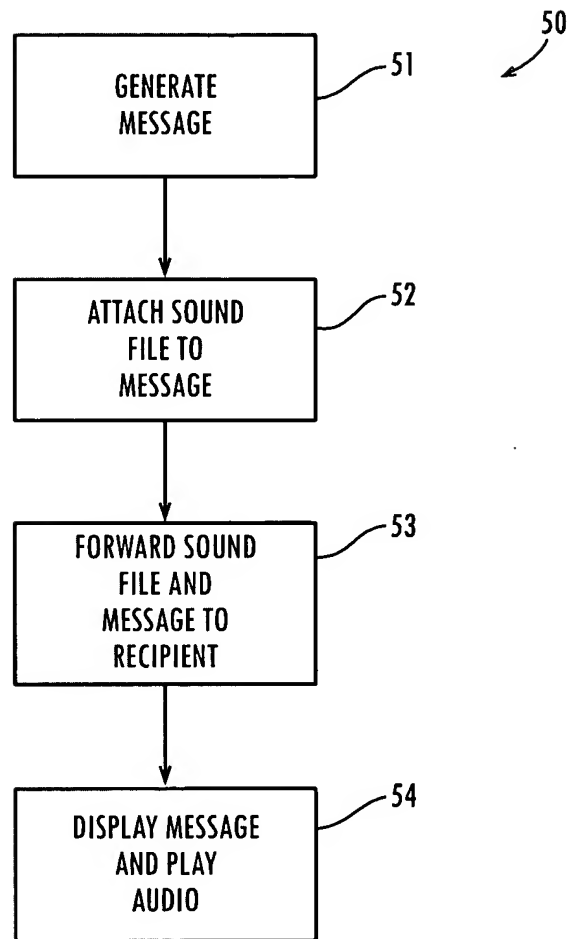 50
GENERATE
MESSAGE
51
ATTACH SOUND
FILE TO
MESSAGE
52
FORWARD SOUND
FILE AND
MESSAGE TO
RECIPIENT
53
DISPLAY MESSAGE
AND PLAY
AUDIO
54